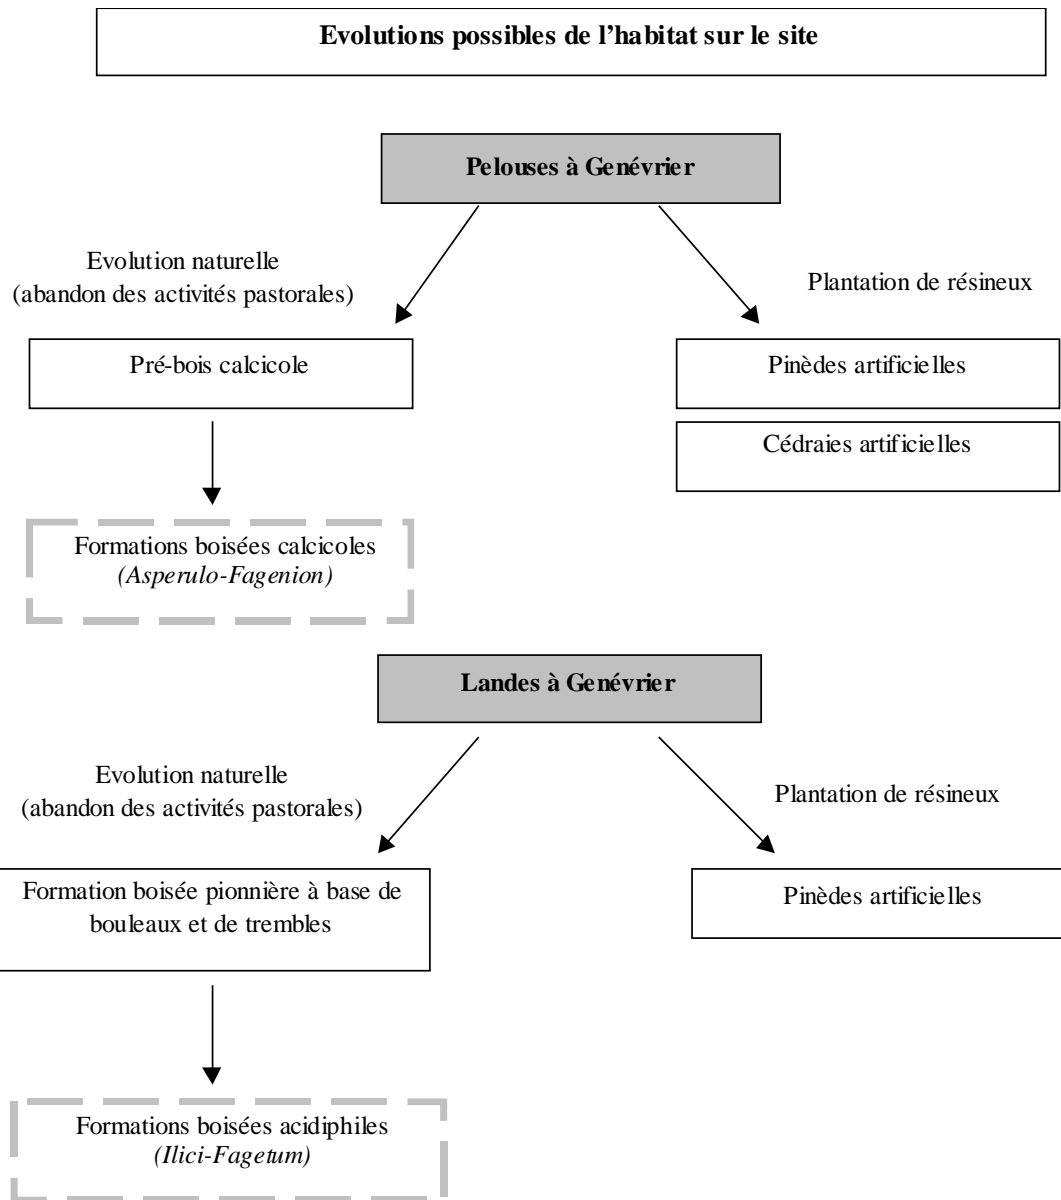 Evolutions possibles de l'habitat sur le site
Pelouses à Genévrier
Evolution naturelle
(abandon des activités pastorales)
Plantation de résineux
Pré-bois calcicole
Pinèdes artificielles
Cédraies artificielles
Formations boisées calcicoles
(Asperulo-Fagenion)
Landes à Genévrier
Evolution naturelle
(abandon des activités pastorales)
Plantation de résineux
Formation boisée pionnière à base de
bouleaux et de trembles
Pinèdes artificielles
Formations boisées acidiphiles
(Ilici-Fagetum)